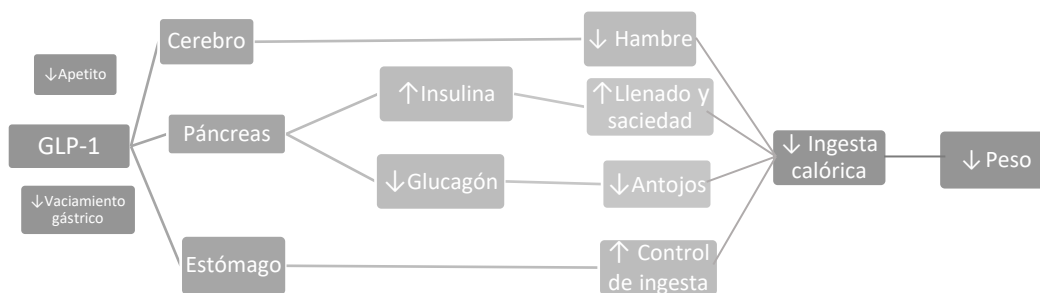 Cerebro
↓ Hambre
↓Apetito
↑Insulina
↑Llenado y
saciedad
GLP-1
Páncreas
↓ Ingesta
calórica
↓ Peso
↓Glucagón
↓Antojos
↓Vaciamiento
gástrico
Estómago
↑ Control
de ingesta